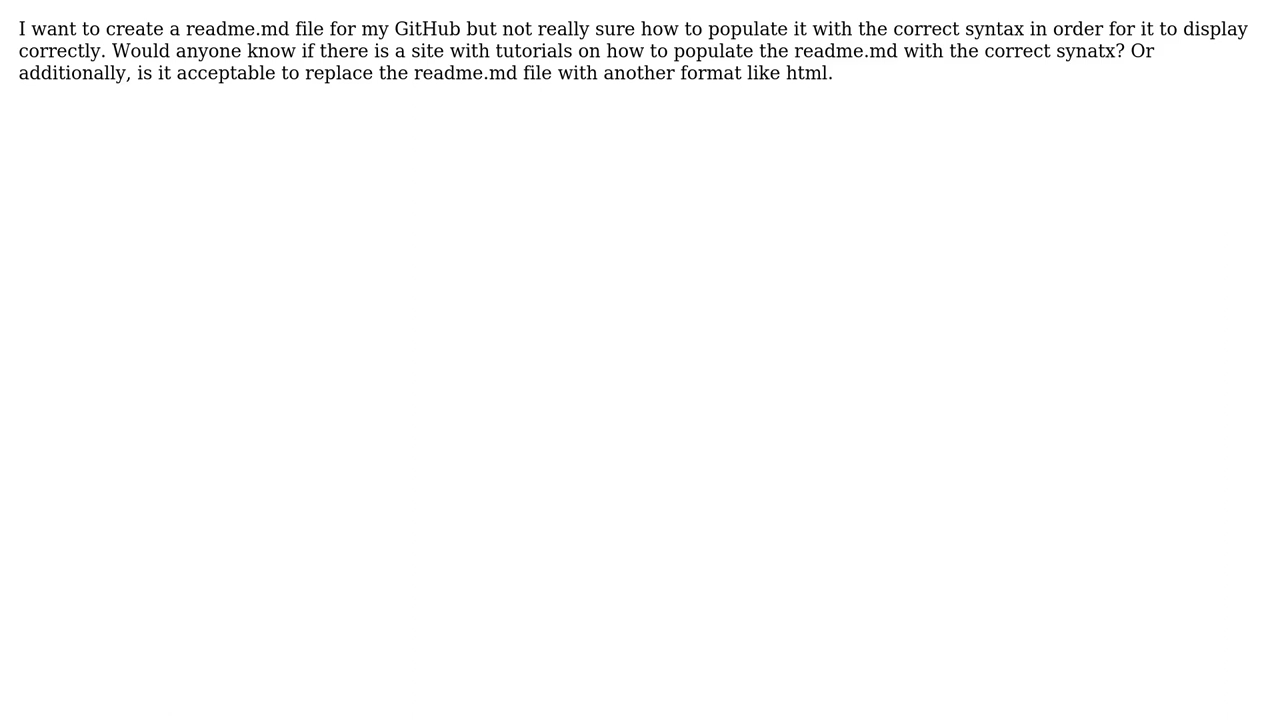 I want to create a readme.md file for my GitHub but not really sure how to populate it with the correct syntax in order for it to display
correctly. Would anyone know if there is a site with tutorials on how to populate the readme.md with the correct synatx? Or
additionally, is it acceptable to replace the readme.md file with another format like html.